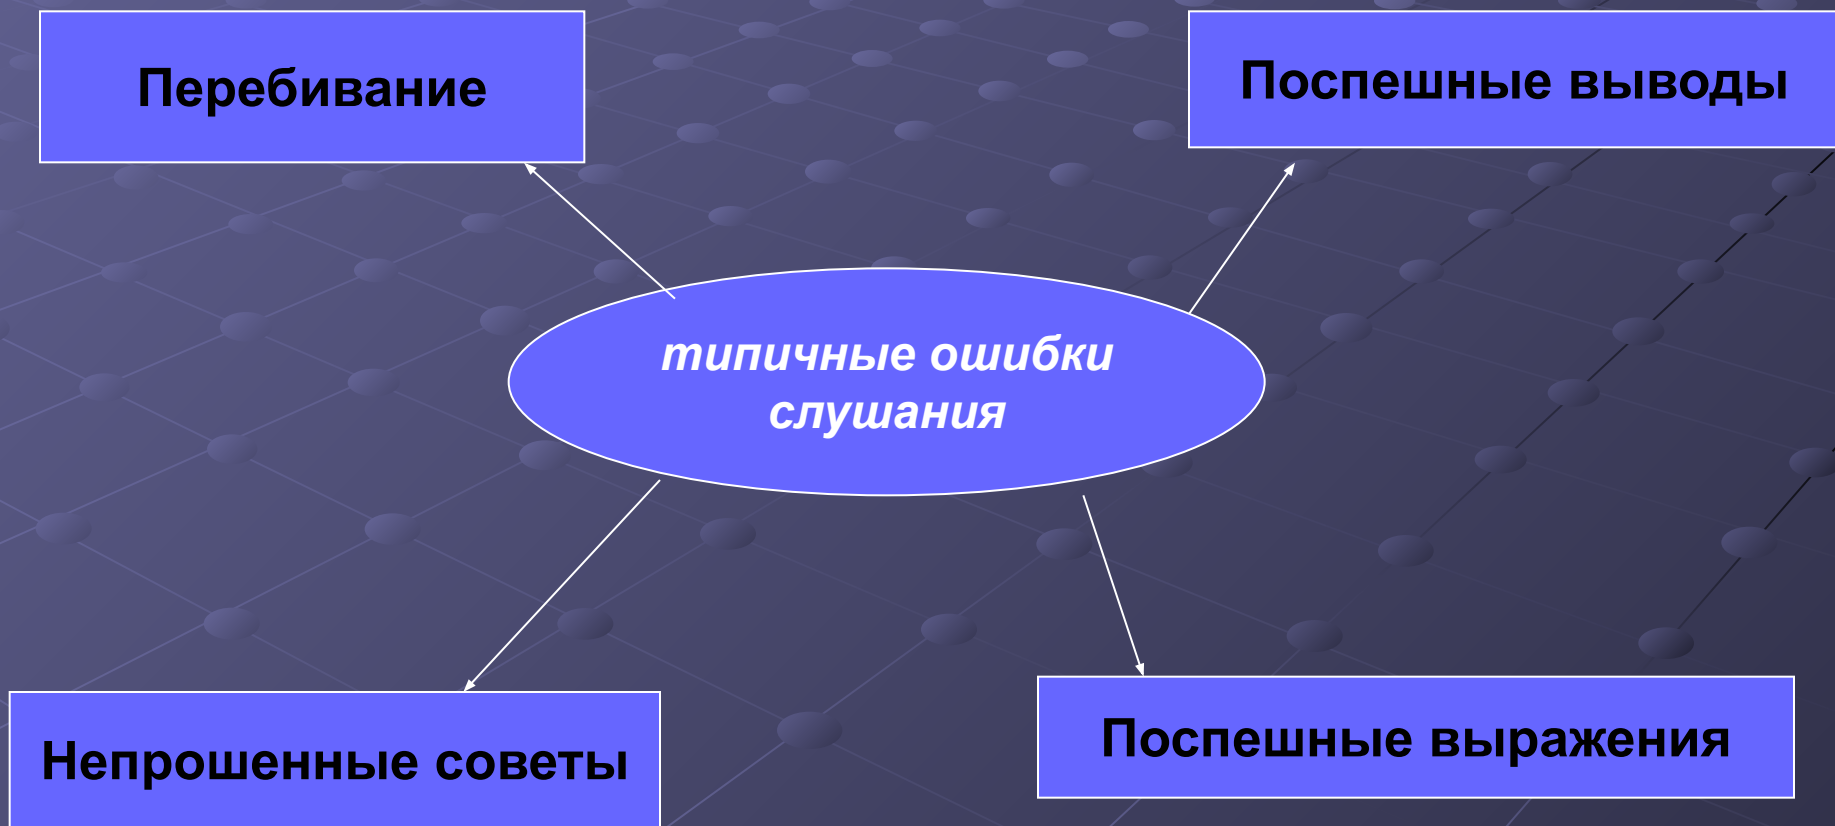 Перебивание
Поспешные выводы
типичные ошибки
слушания
Непрошенные советы
Поспешные выражения